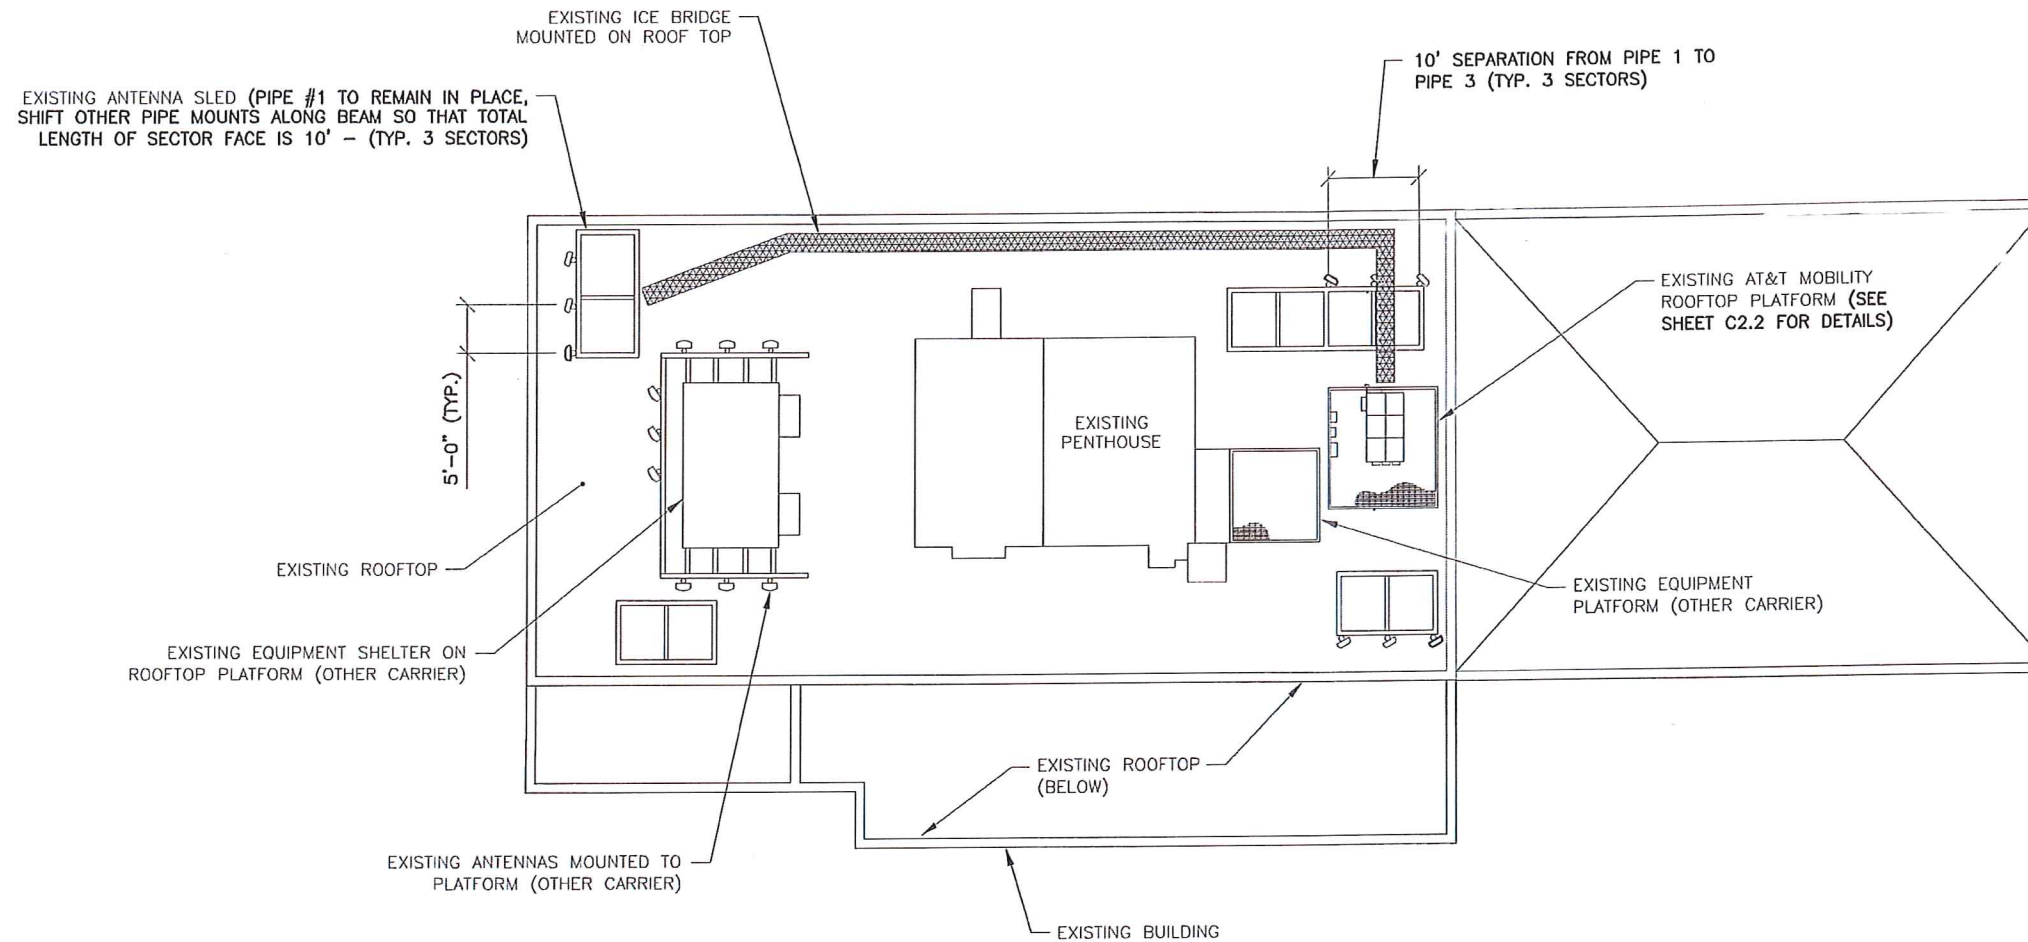 EXISTING ICE BRIDGE
MOUNTED ON ROOF TOP
10' SEPARATION FROM PIPE 1 TO
PIPE 3 (TYP. 3 SECTORS)
EXISTING ANTENNA SLED (PIPE #1 TO REMAIN IN PLACE,
SHIFT OTHER PIPE MOUNTS ALONG BEAM SO THAT TOTAL
LENGTH OF SECTOR FACE IS 10' – (TYP. 3 SECTORS)
EXISTING AT&T MOBILITY
ROOFTOP PLATFORM (SEE
SHEET C2.2 FOR DETAILS)
5'-0" (TYP.)
EXISTING
PENTHOUSE
EXISTING ROOFTOP
EXISTING EQUIPMENT
PLATFORM (OTHER CARRIER)
EXISTING EQUIPMENT SHELTER ON
ROOFTOP PLATFORM (OTHER CARRIER)
EXISTING ROOFTOP
(BELOW)
EXISTING ANTENNAS MOUNTED TO
PLATFORM (OTHER CARRIER)
EXISTING BUILDING